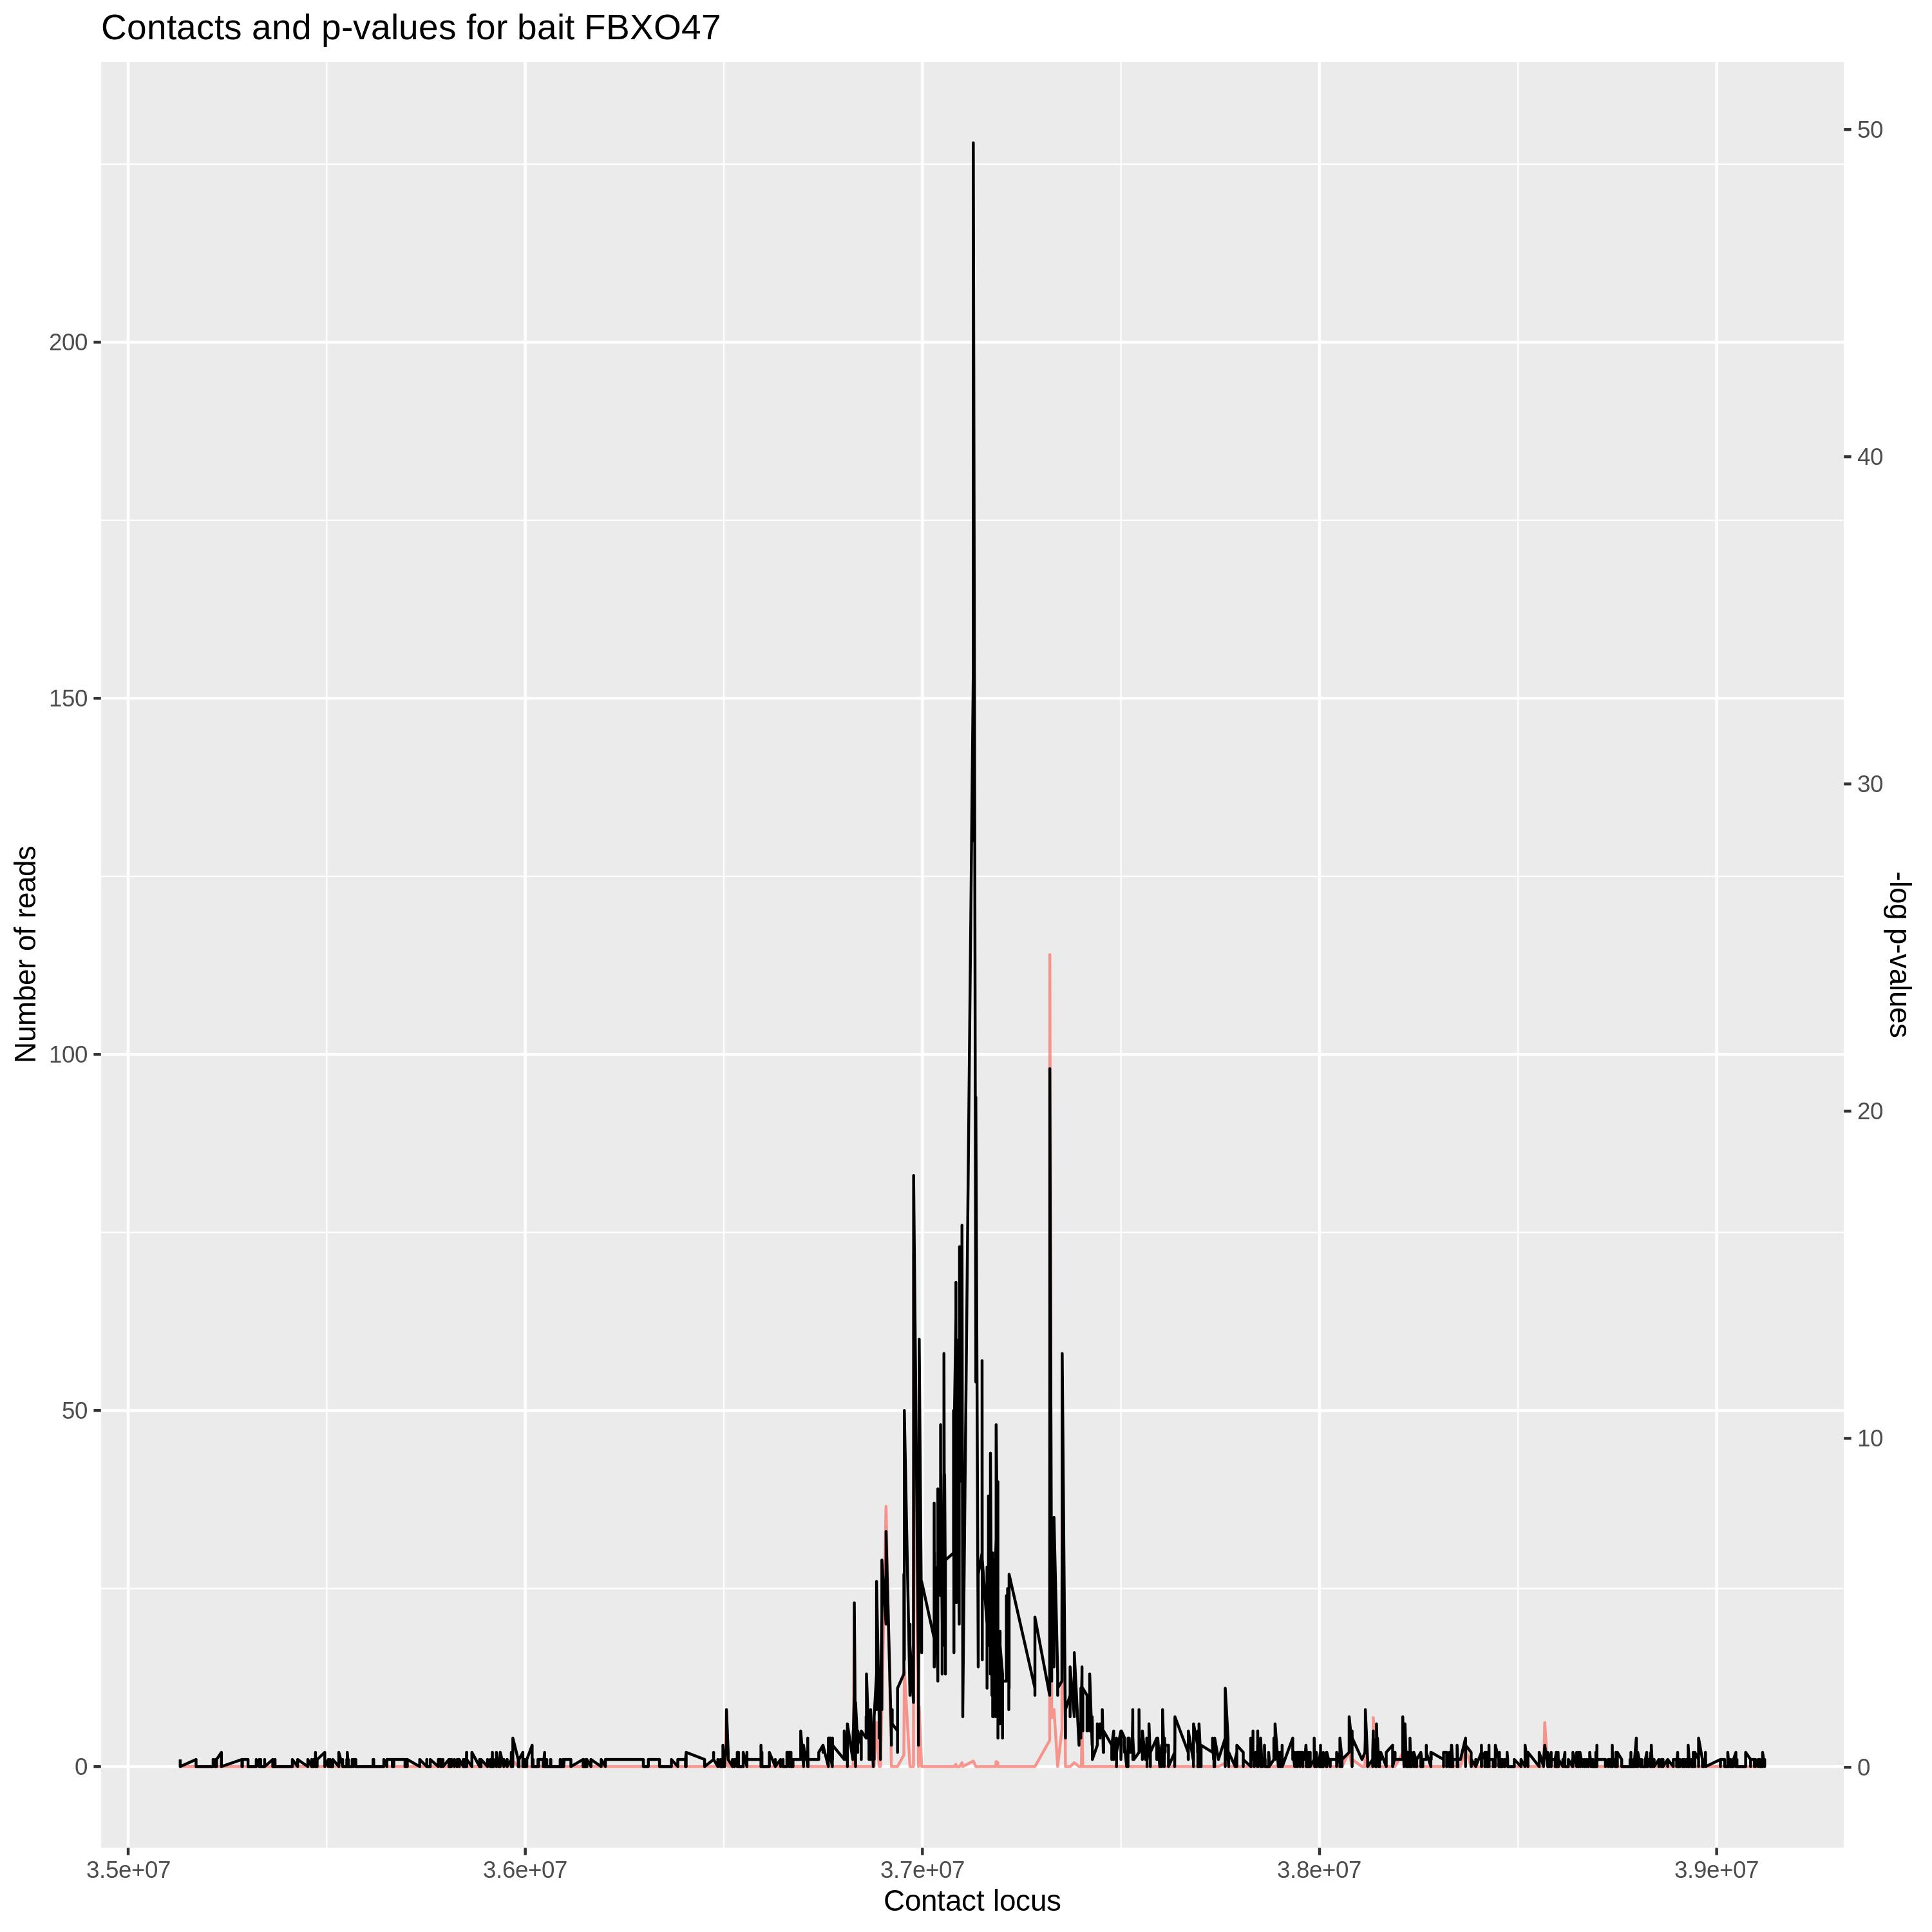 Contacts and p-values for bait FBXO47
Number of reads
200
150
100
50
0
50
40
30
20
10
0
-log p-values
3.5e+07 3.6e+07 3.7e+07 3.8e+07 3.9e+07
Contact locus